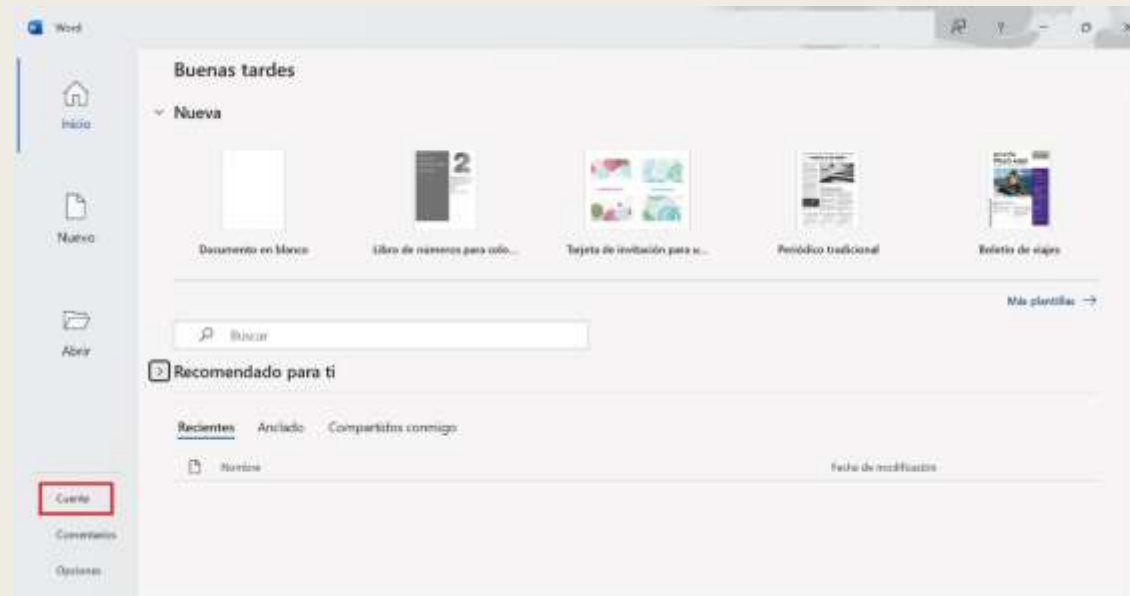 Word
?
Buenas tardes
Inicio
Nueva
2
Nuevo
Documento en blanco
Libro de números para colo...
Tarjeta de invitación para u...
Periódico tradicional
Boletín de viajes
Más plantillas →
Abrir
Buscar
Recomendado para ti
Recientes Anclado Compartidos conmigo
Nombre Fecha de modificación
Cuenta
Comentarios
Opciones